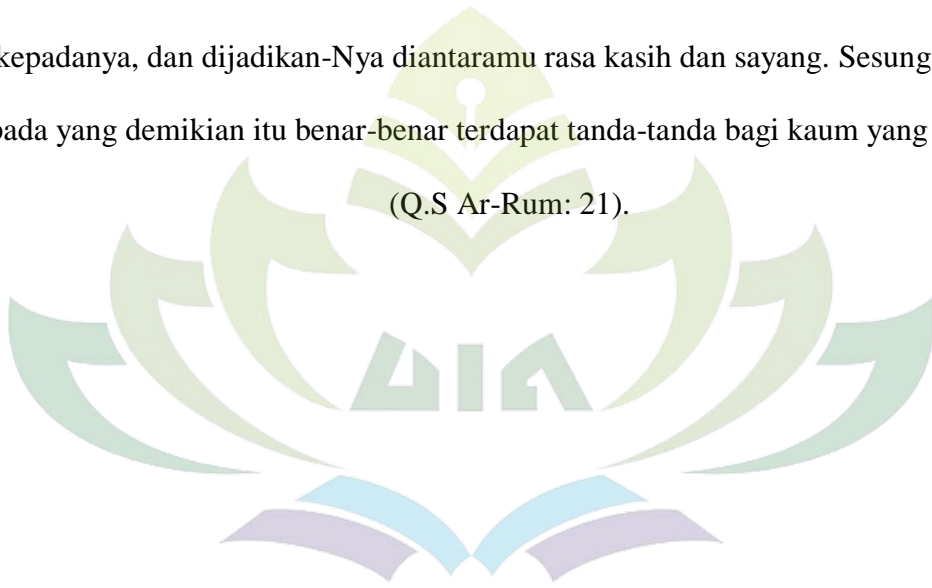 kepadanya, dan dijadikan-Nya diantaramu rasa kasih dan sayang. Sesung
pada yang demikian itu benar-benar terdapat tanda-tanda bagi kaum yang
(Q.S Ar-Rum: 21).
UIN